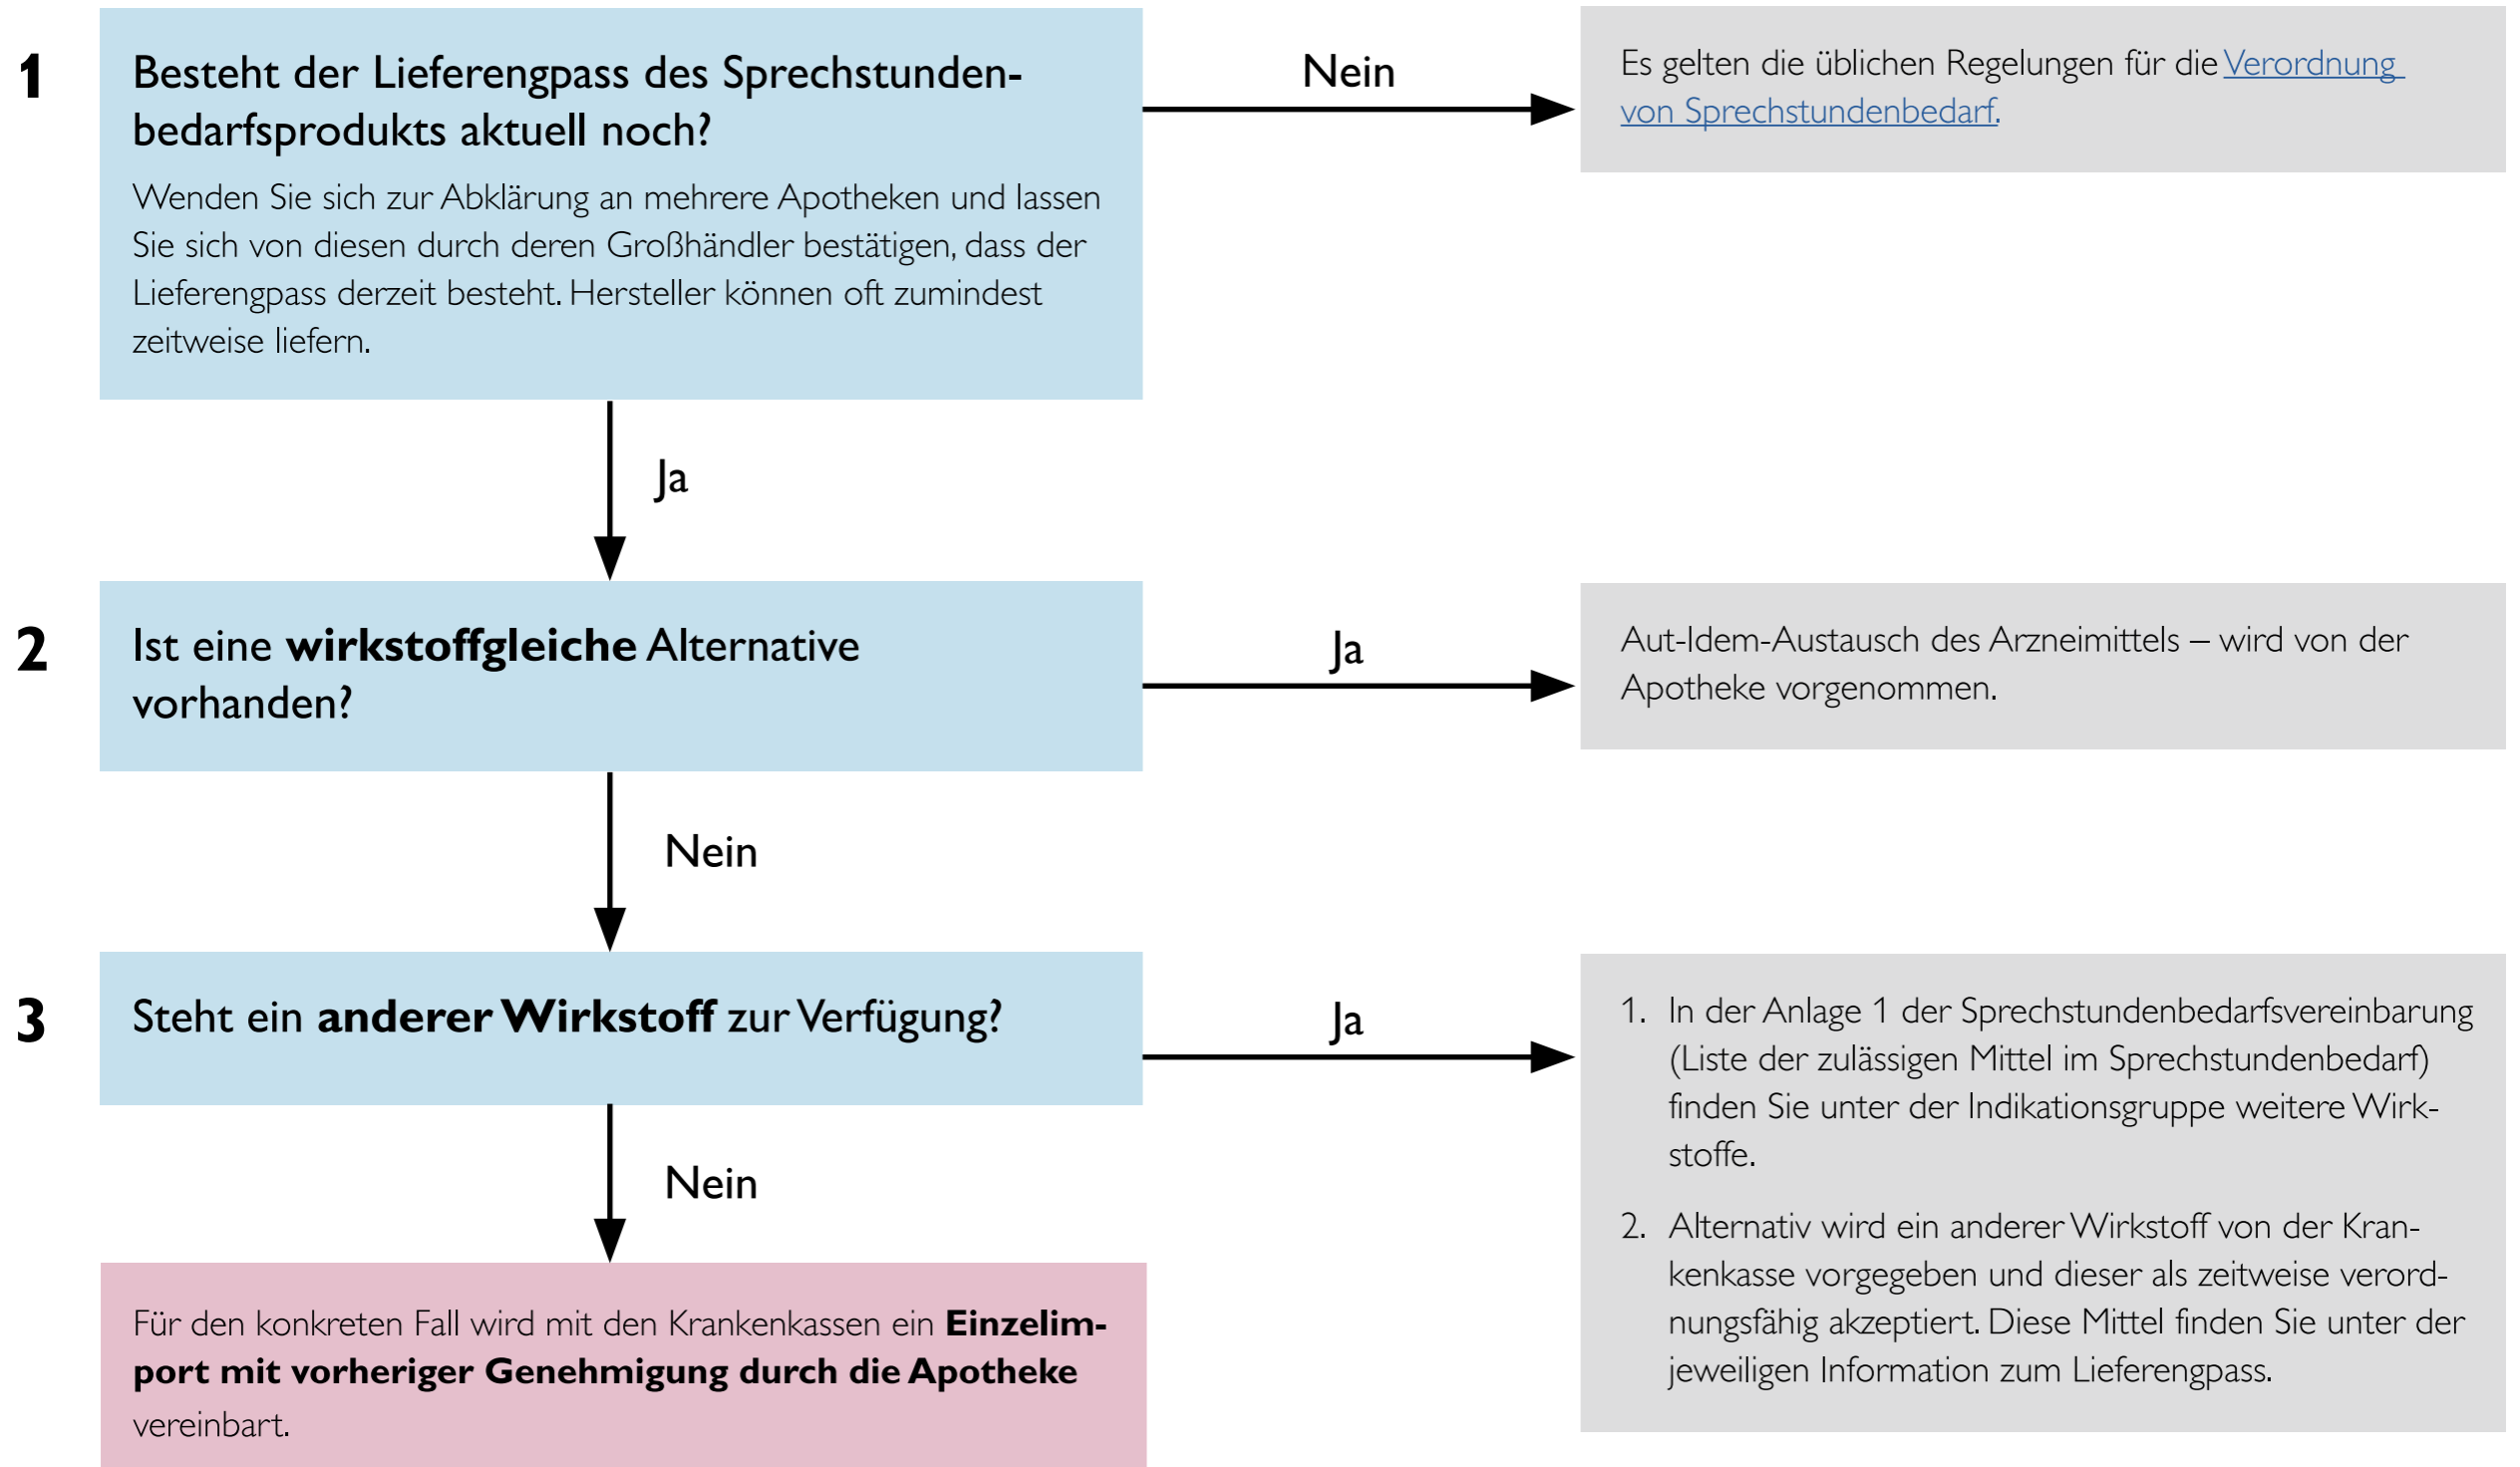 1
Besteht der Lieferengpass des Sprechstunden-
bedarfsprodukts aktuell noch?
Wenden Sie sich zur Abklärung an mehrere Apotheken und lassen
Sie sich von diesen durch deren Großhändler bestätigen, dass der
Lieferengpass derzeit besteht. Hersteller können oft zumindest
zeitweise liefern.
Nein
Es gelten die üblichen Regelungen für die Verordnung
von Sprechstundenbedarf.
Ja
2
Ist eine wirkstoffgleiche Alternative
vorhanden?
Ja
Aut-Idem-Austausch des Arzneimittels – wird von der
Apotheke vorgenommen.
Nein
3
Steht ein anderer Wirkstoff zur Verfügung?
Ja
1. In der Anlage 1 der Sprechstundenbedarfsvereinbarung
(Liste der zulässigen Mittel im Sprechstundenbedarf)
finden Sie unter der Indikationsgruppe weitere Wirk-
stoffe.
2. Alternativ wird ein anderer Wirkstoff von der Kran-
kenkasse vorgegeben und dieser als zeitweise verord-
nungsfähig akzeptiert. Diese Mittel finden Sie unter der
jeweiligen Information zum Lieferengpass.
Nein
Für den konkreten Fall wird mit den Krankenkassen ein Einzelim-
port mit vorheriger Genehmigung durch die Apotheke
vereinbart.